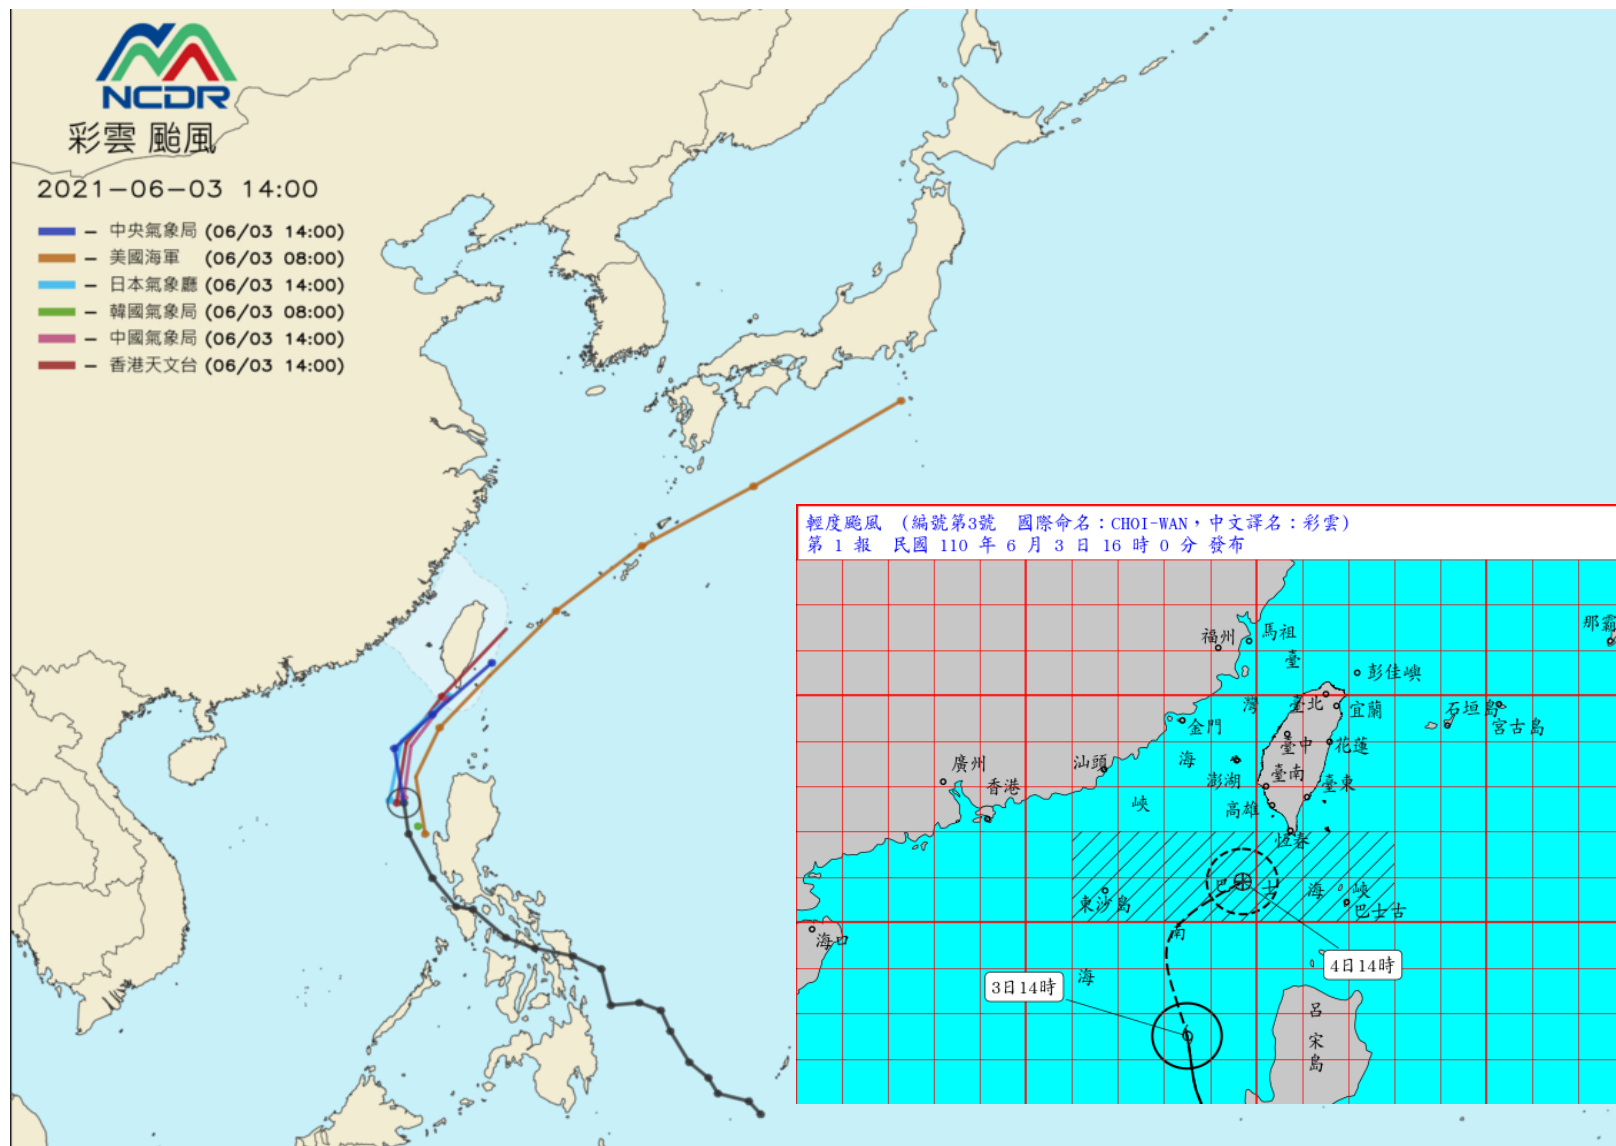 NCDR
彩雲 颱風
2021-06-03 14:00
— 中央氣象局 (06/03 14:00)
— 美國海軍 (06/03 08:00)
— 日本氣象廳 (06/03 14:00)
— 韓國氣象局 (06/03 08:00)
— 中國氣象局 (06/03 14:00)
— 香港天文台 (06/03 14:00)
輕度颱風 (編號第3號 國際命名：CHOI-WAN，中文譯名：彩雲)
第 1 報 民國 110 年 6 月 3 日 16 時 0 分 發布
那霸
福州
馬祖
臺
彭佳嶼
灣
臺北
宜蘭
石垣島
宮古島
金門
臺中
花蓮
海
廣州
汕頭
澎湖
臺南
香港
臺東
峽
高雄
恆春
巴
士
海
峽
東沙島
巴士古
南
海口
4日14時
海
3日14時
呂
宋
島